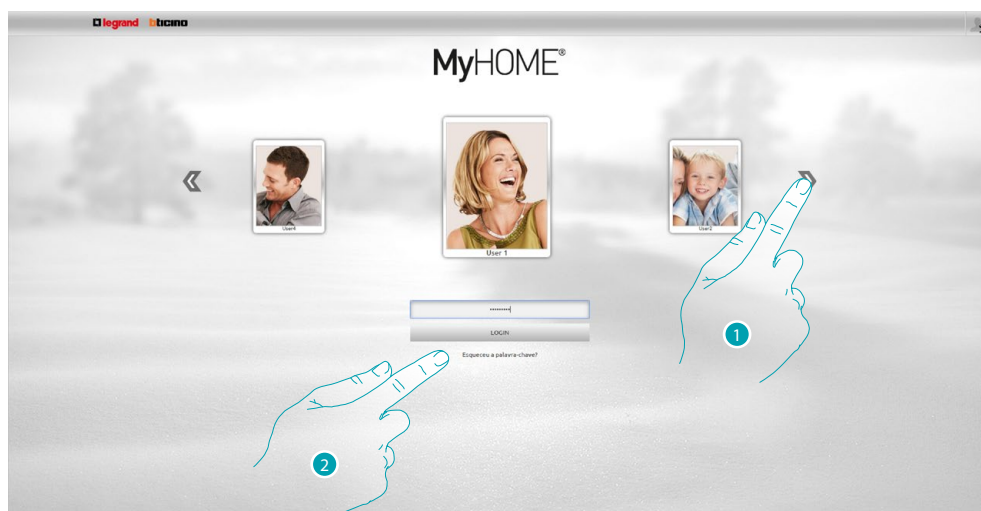 legrand bticino
MyHOME®
User4
User 1
User2
•••••••••
LOGIN
Esqueceu a palavra-chave?
1
2